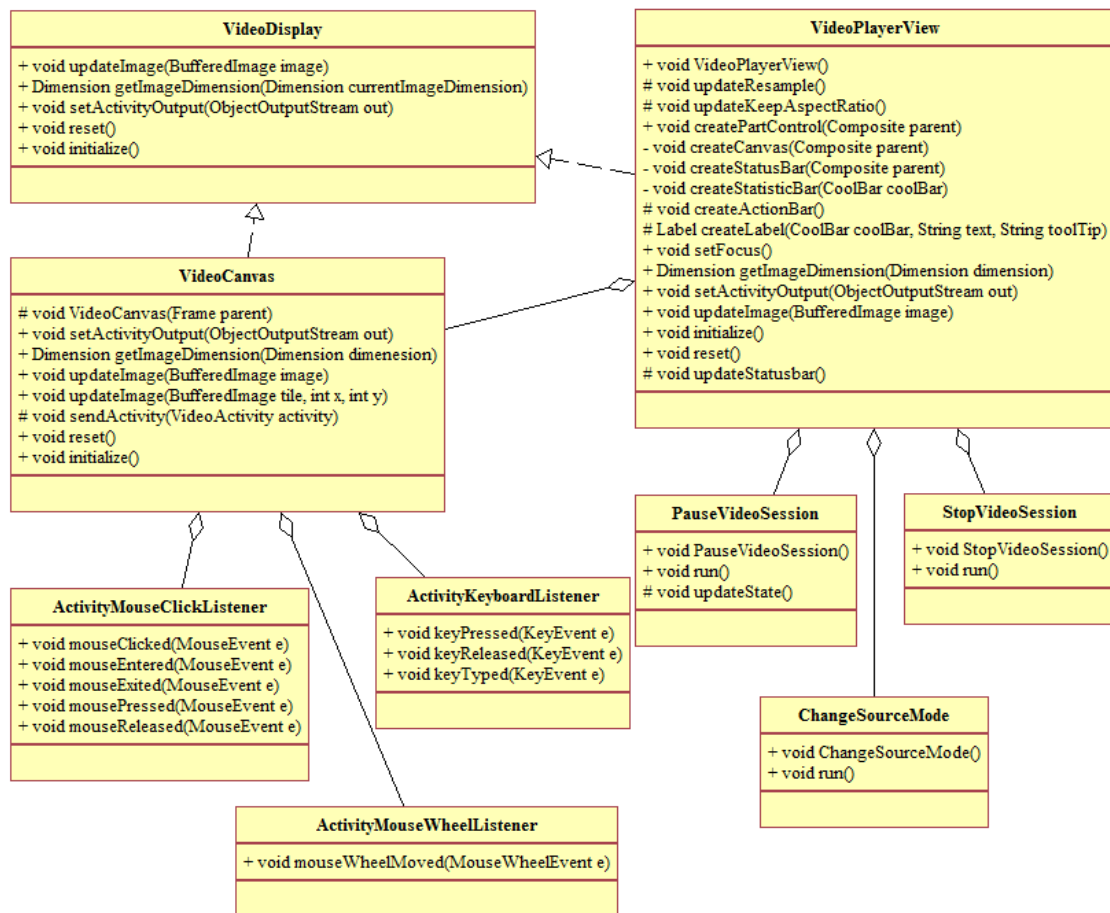 VideoDisplay
+ void updateImage(BufferedImage image)
+ Dimension getImageDimension(Dimension currentImageDimension)
+ void setActivityOutput(ObjectOutputStream out)
+ void reset()
+ void initialize()
VideoPlayerView
+ void VideoPlayerView()
# void updateResample()
# void updateKeepAspectRatio()
+ void createPartControl(Composite parent)
- void createCanvas(Composite parent)
- void createStatusBar(Composite parent)
- void createStatisticBar(CoolBar coolBar)
# void createActionBar()
# Label createLabel(CoolBar coolBar, String text, String toolTip)
+ void setFocus()
+ Dimension getImageDimension(Dimension dimension)
+ void setActivityOutput(ObjectOutputStream out)
+ void updateImage(BufferedImage image)
+ void initialize()
+ void reset()
# void updateStatusbar()
VideoCanvas
# void VideoCanvas(Frame parent)
+ void setActivityOutput(ObjectOutputStream out)
+ Dimension getImageDimension(Dimension dimenesion)
+ void updateImage(BufferedImage image)
+ void updateImage(BufferedImage tile, int x, int y)
# void sendActivity(VideoActivity activity)
+ void reset()
+ void initialize()
PauseVideoSession
+ void PauseVideoSession()
+ void run()
# void updateState()
StopVideoSession
+ void StopVideoSession()
+ void run()
ActivityMouseClickListener
+ void mouseClicked(MouseEvent e)
+ void mouseEntered(MouseEvent e)
+ void mouseExited(MouseEvent e)
+ void mousePressed(MouseEvent e)
+ void mouseReleased(MouseEvent e)
ActivityKeyboardListener
+ void keyPressed(KeyEvent e)
+ void keyReleased(KeyEvent e)
+ void keyTyped(KeyEvent e)
ChangeSourceMode
+ void ChangeSourceMode()
+ void run()
ActivityMouseWheelListener
+ void mouseWheelMoved(MouseWheelEvent e)